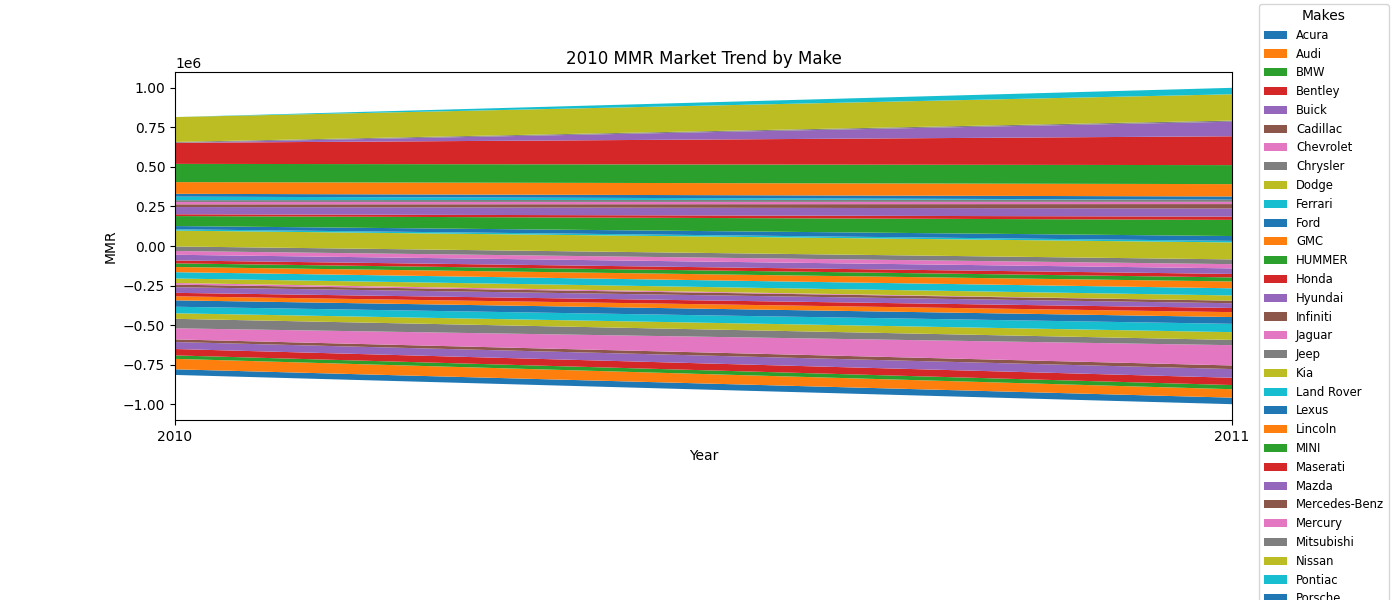 2010 MMR Market Trend by Make
1e6
1.00
0.75
0.50
0.25
0.00
−0.25
−0.50
−0.75
−1.00
MMR
2010
2011
Year
Makes
Acura
Audi
BMW
Bentley
Buick
Cadillac
Chevrolet
Chrysler
Dodge
Ferrari
Ford
GMC
HUMMER
Honda
Hyundai
Infiniti
Jaguar
Jeep
Kia
Land Rover
Lexus
Lincoln
MINI
Maserati
Mazda
Mercedes-Benz
Mercury
Mitsubishi
Nissan
Pontiac
Porsche